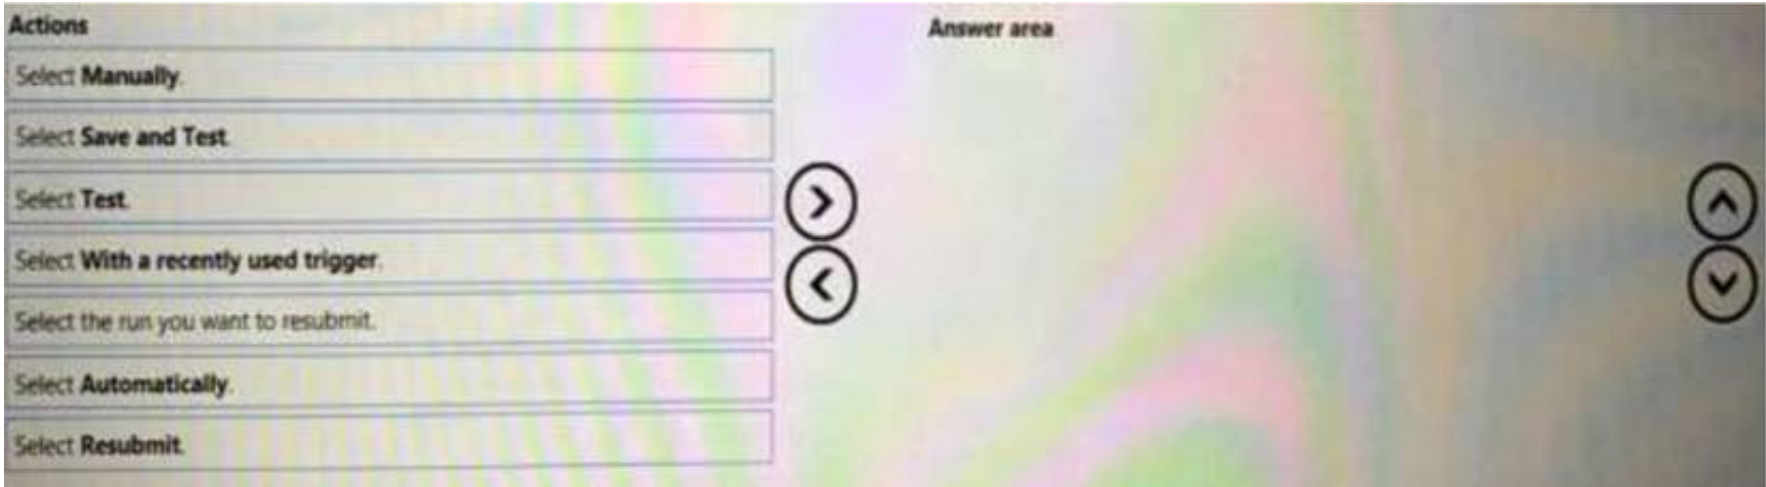 Actions
Answer area
Select Manually.
Select Save and Test.
Select Test.
Select With a recently used trigger.
Select the run you want to resubmit.
Select Automatically.
Select Resubmit.